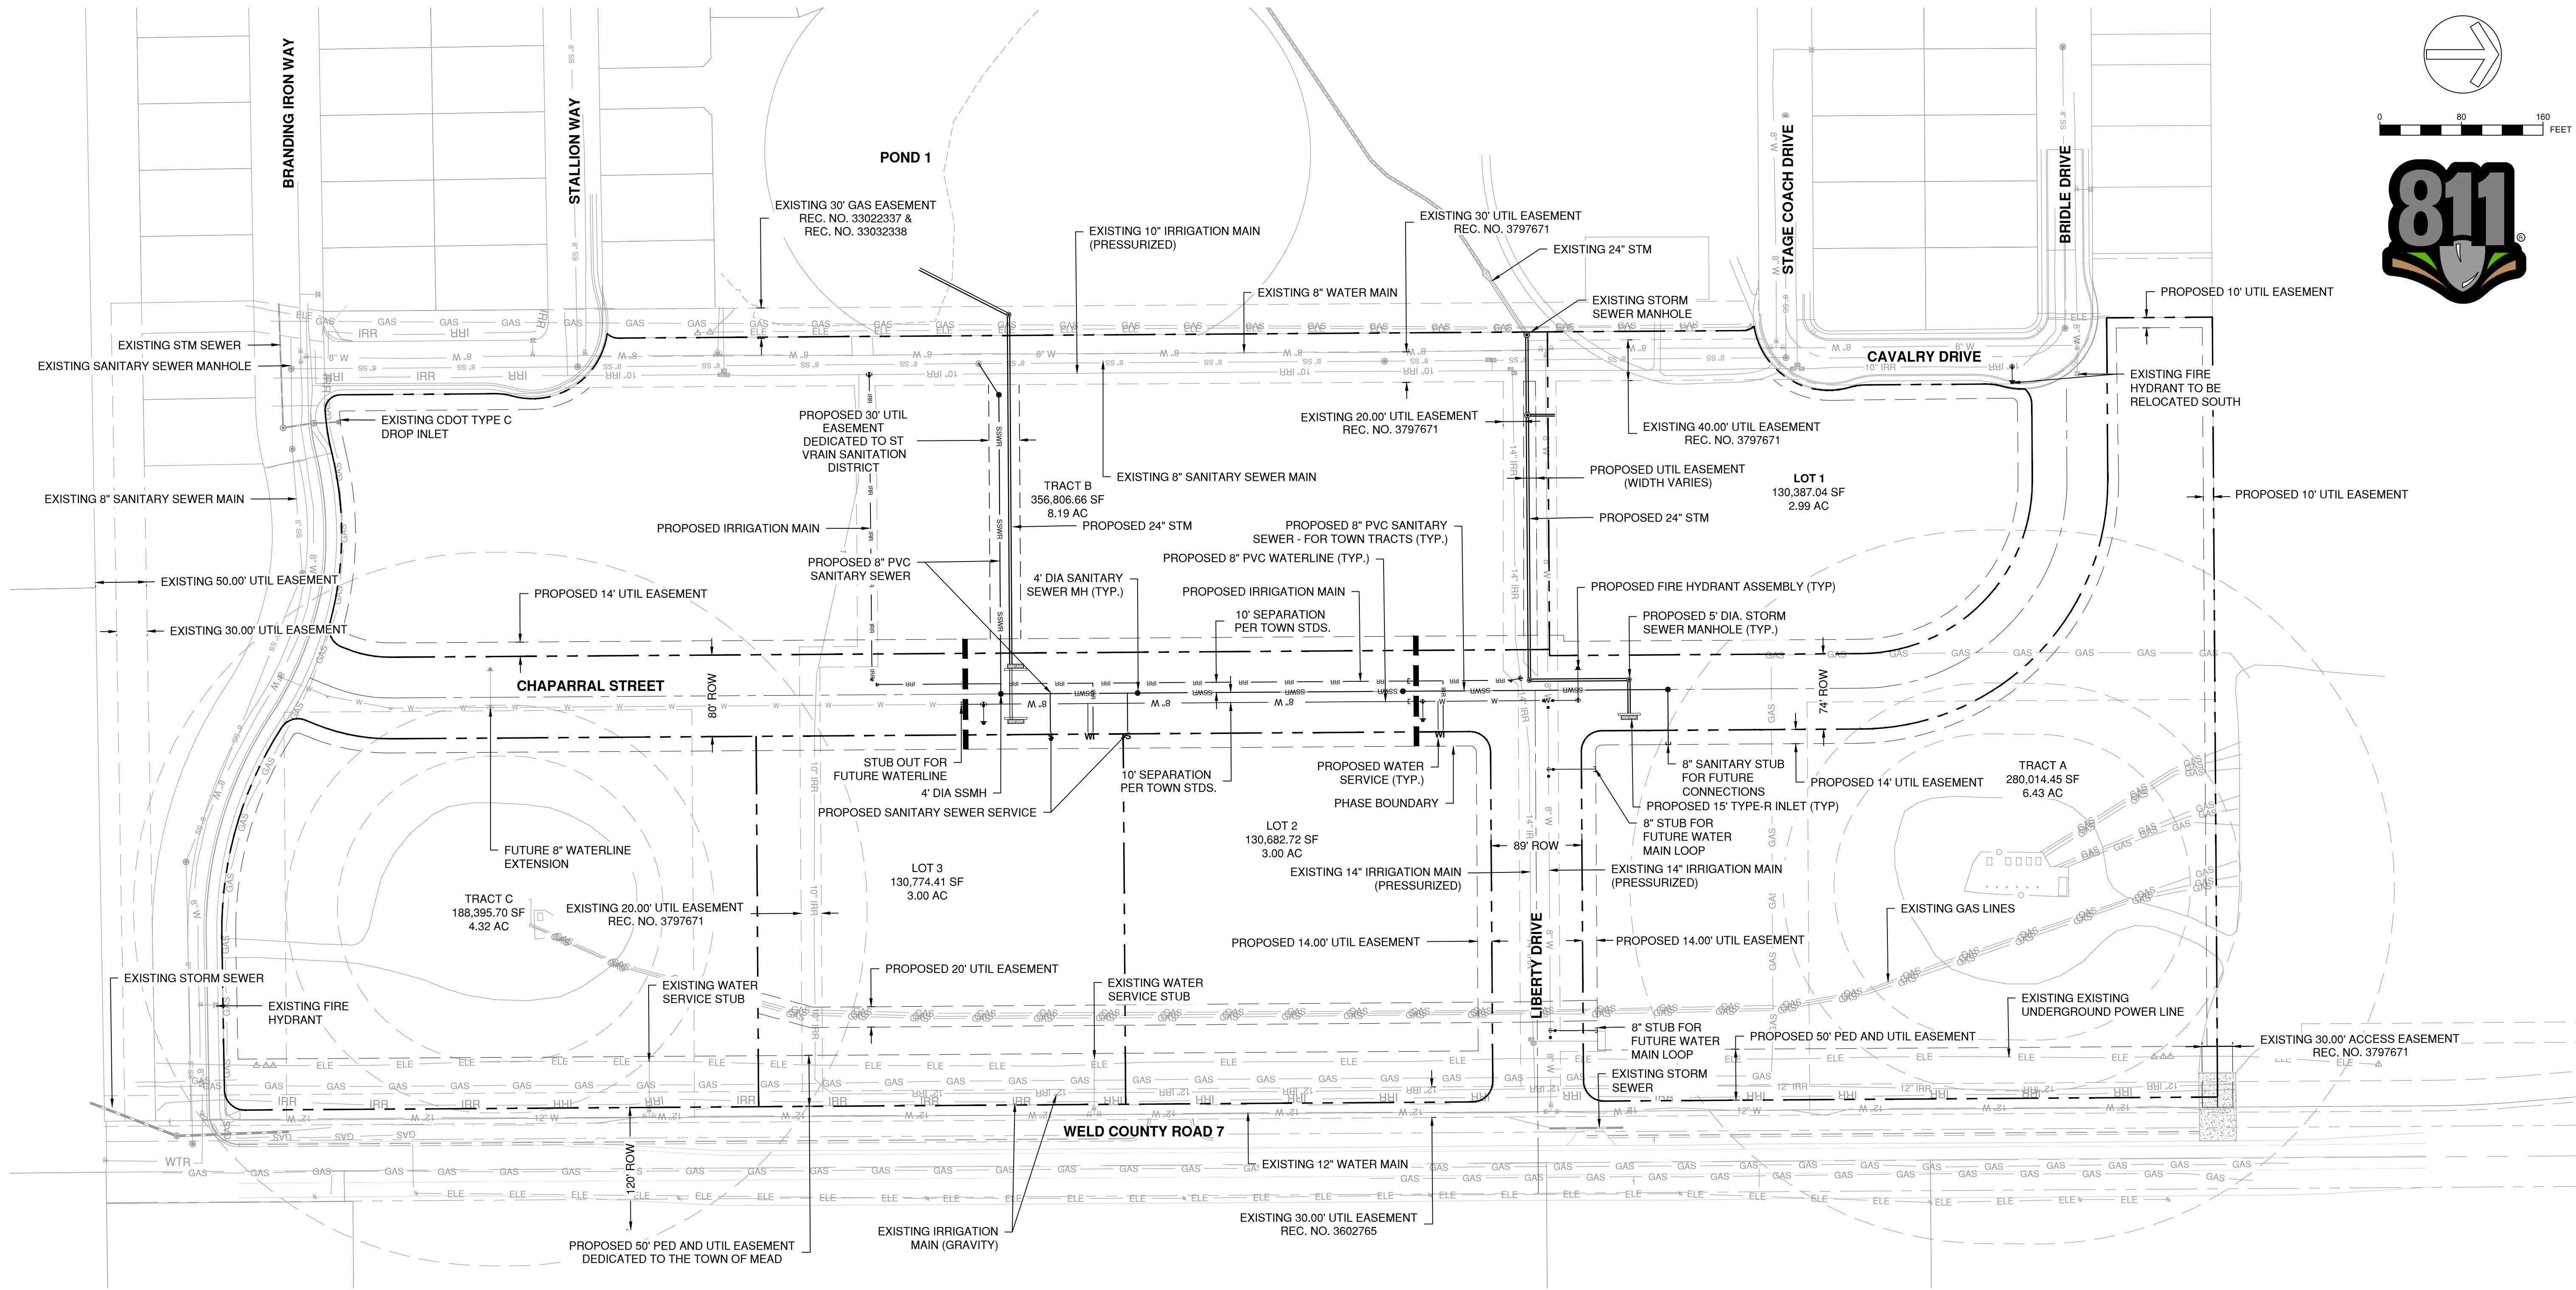 BRANDING IRON WAY
STALLION WAY
POND 1
STAGE COACH DRIVE
BRIDLE DRIVE
0 80 160
FEET
811
®
EXISTING 30' GAS EASEMENT
REC. NO. 33022337 &
REC. NO. 33032338
EXISTING 10" IRRIGATION MAIN
(PRESSURIZED)
EXISTING 30' UTIL EASEMENT
REC. NO. 3797671
EXISTING 24" STM
EXISTING 8" WATER MAIN
EXISTING STORM
SEWER MANHOLE
PROPOSED 10' UTIL EASEMENT
EXISTING STM SEWER
EXISTING SANITARY SEWER MANHOLE
CAVALRY DRIVE
EXISTING FIRE
HYDRANT TO BE
RELOCATED SOUTH
EXISTING CDOT TYPE C
DROP INLET
PROPOSED 30' UTIL
EASEMENT
DEDICATED TO ST
VRAIN SANITATION
DISTRICT
EXISTING 20.00' UTIL EASEMENT
REC. NO. 3797671
EXISTING 40.00' UTIL EASEMENT
REC. NO. 3797671
EXISTING 8" SANITARY SEWER MAIN
EXISTING 8" SANITARY SEWER MAIN
TRACT B
356,806.66 SF
8.19 AC
PROPOSED UTIL EASEMENT
(WIDTH VARIES)
LOT 1
130,387.04 SF
2.99 AC
PROPOSED 10' UTIL EASEMENT
PROPOSED IRRIGATION MAIN
PROPOSED 24" STM
PROPOSED 8" PVC SANITARY
SEWER - FOR TOWN TRACTS (TYP.)
PROPOSED 24" STM
PROPOSED 8" PVC
SANITARY SEWER
PROPOSED 8" PVC WATERLINE (TYP.)
4' DIA SANITARY
SEWER MH (TYP.)
PROPOSED IRRIGATION MAIN
PROPOSED FIRE HYDRANT ASSEMBLY (TYP)
EXISTING 50.00' UTIL EASEMENT
PROPOSED 14' UTIL EASEMENT
10' SEPARATION
PER TOWN STDS.
PROPOSED 5' DIA. STORM
SEWER MANHOLE (TYP.)
EXISTING 30.00' UTIL EASEMENT
CHAPARRAL STREET
80' ROW
74' ROW
STUB OUT FOR
FUTURE WATERLINE
4' DIA SSMH
PROPOSED SANITARY SEWER SERVICE
10' SEPARATION
PER TOWN STDS.
PROPOSED WATER
SERVICE (TYP.)
PHASE BOUNDARY
8" SANITARY STUB
FOR FUTURE
CONNECTIONS
PROPOSED 14' UTIL EASEMENT
PROPOSED 15' TYPE-R INLET (TYP)
TRACT A
280,014.45 SF
6.43 AC
8" STUB FOR
FUTURE WATER
MAIN LOOP
FUTURE 8" WATERLINE
EXTENSION
LOT 2
130,682.72 SF
3.00 AC
89' ROW
LOT 3
130,774.41 SF
3.00 AC
EXISTING 14" IRRIGATION MAIN
(PRESSURIZED)
EXISTING 14" IRRIGATION MAIN
(PRESSURIZED)
TRACT C
188,395.70 SF
4.32 AC
EXISTING 20.00' UTIL EASEMENT
REC. NO. 3797671
EXISTING GAS LINES
PROPOSED 14.00' UTIL EASEMENT
LIBERTY DRIVE
PROPOSED 14.00' UTIL EASEMENT
EXISTING STORM SEWER
PROPOSED 20' UTIL EASEMENT
EXISTING WATER
SERVICE STUB
EXISTING WATER
SERVICE STUB
EXISTING FIRE
HYDRANT
EXISTING EXISTING
UNDERGROUND POWER LINE
8" STUB FOR
FUTURE WATER
MAIN LOOP
PROPOSED 50' PED AND UTIL EASEMENT
EXISTING 30.00' ACCESS EASEMENT
REC. NO. 3797671
EXISTING STORM
SEWER
WELD COUNTY ROAD 7
120' ROW
WTR
EXISTING 12" WATER MAIN
EXISTING IRRIGATION
MAIN (GRAVITY)
EXISTING 30.00' UTIL EASEMENT
REC. NO. 3602765
PROPOSED 50' PED AND UTIL EASEMENT
DEDICATED TO THE TOWN OF MEAD